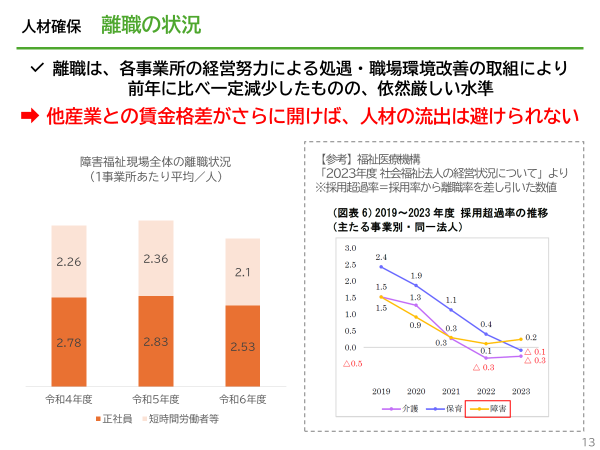 人材確保 離職の状況
✓ 離職は、各事業所の経営努力による処遇・職場環境改善の取組により
前年に比べ一定減少したものの、依然厳しい水準
➡ 他産業との賃金格差がさらに開けば、人材の流出は避けられない
障害福祉現場全体の離職状況
（1事業所あたり平均／人）
2.26
2.36
2.1
2.78
2.83
2.53
令和4年度
令和5年度
令和6年度
正社員 短時間労働者等
【参考】福祉医療機構
「2023年度 社会福祉法人の経営状況について」より
※採用超過率＝採用率から離職率を差し引いた数値
（図表 6）2019～2023 年度 採用超過率の推移
（主たる事業別・同一法人）
3.0
2.5
2.0
1.5
1.0
0.5
0.0
△0.5
2.4
1.9
1.5
1.3
1.1
1.5
0.9
0.3
0.3
0.4
0.1
0.2
△ 0.1
△ 0.3
△ 0.3
2019
2020
2021
2022
2023
介護 保育 障害
13